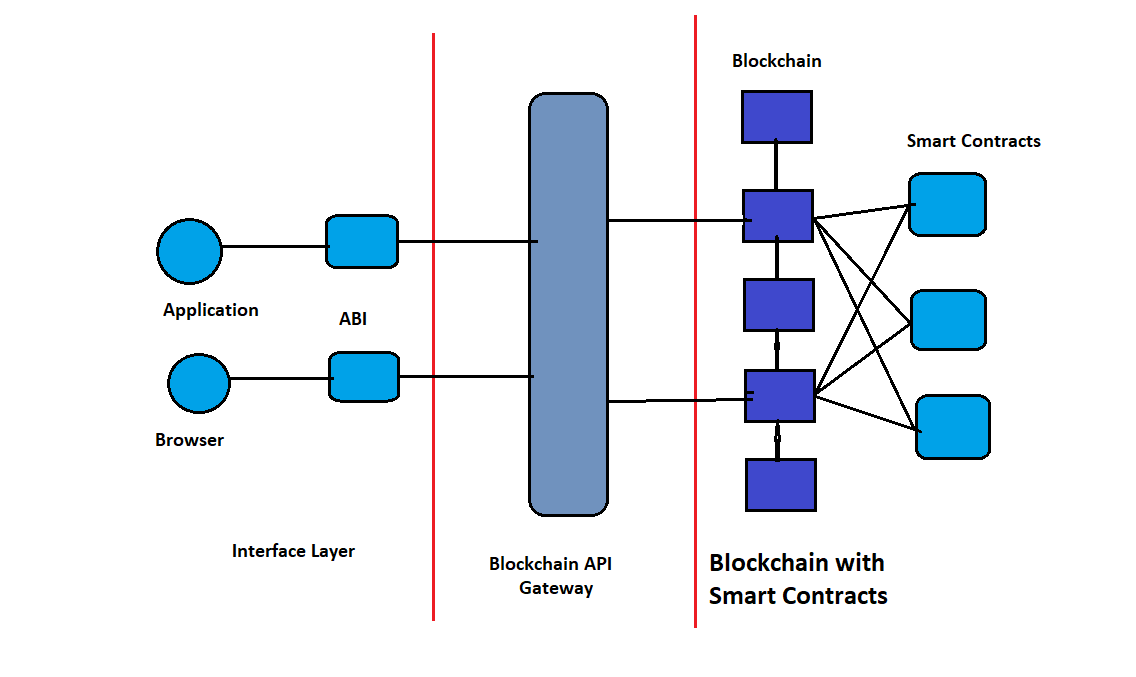 Blockchain
Smart Contracts
Application
ABI
Browser
Interface Layer
Blockchain API
Gateway
Blockchain with
Smart Contracts